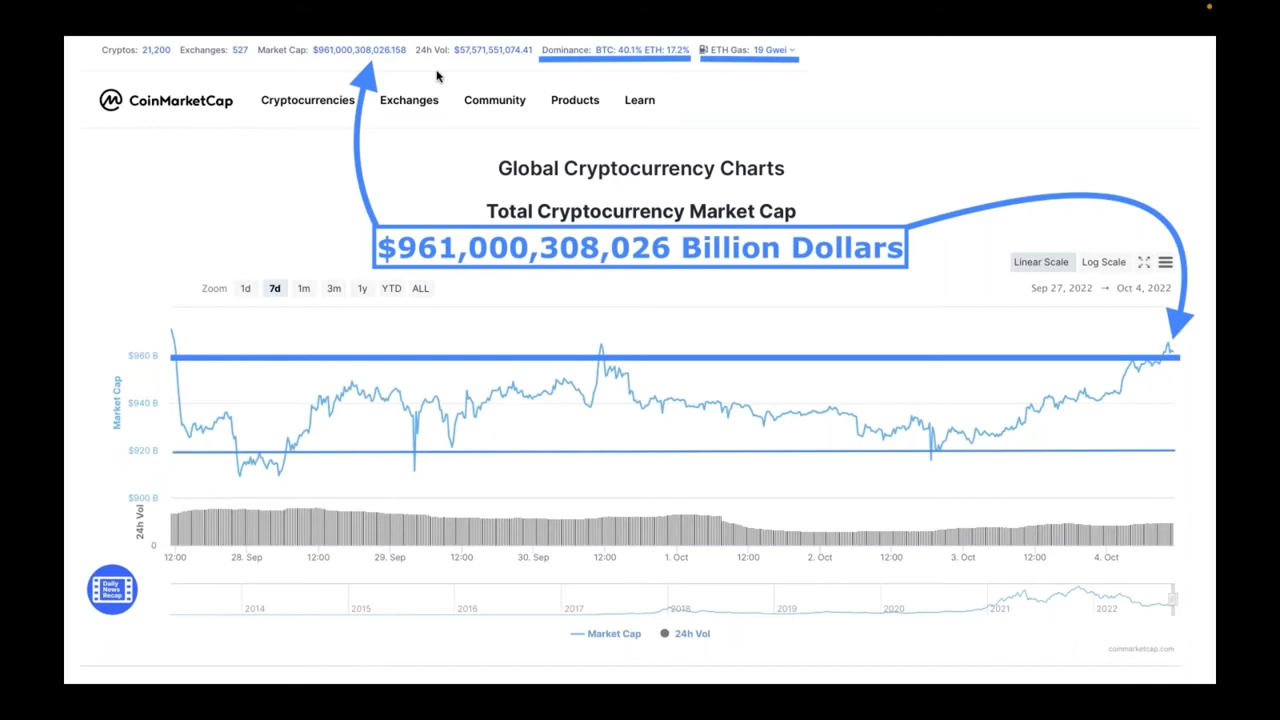 Cryptos: 21,200 Exchanges: 527 Market Cap: $961,000,308,026.158 24h Vol: $57,571,551,074.41 Dominance: BTC: 40.1% ETH: 17.2% ETH Gas: 19 Gwei
CoinMarketCap Cryptocurrencies Exchanges Community Products Learn
Global Cryptocurrency Charts
Total Cryptocurrency Market Cap
$961,000,308,026 Billion Dollars
Linear Scale Log Scale
Zoom 1d 7d 1m 3m 1y YTD ALL Sep 27, 2022 → Oct 4, 2022
$960 B
$940 B
$920 B
$900 B
Market Cap
24h Vol
0
12:00 28. Sep 12:00 29. Sep 12:00 30. Sep 12:00 1. Oct 12:00 2. Oct 12:00 3. Oct 12:00 4. Oct
Daily
News
Recap
2014 2015 2016 2017 2018 2019 2020 2021 2022
Market Cap 24h Vol
coinmarketcap.com